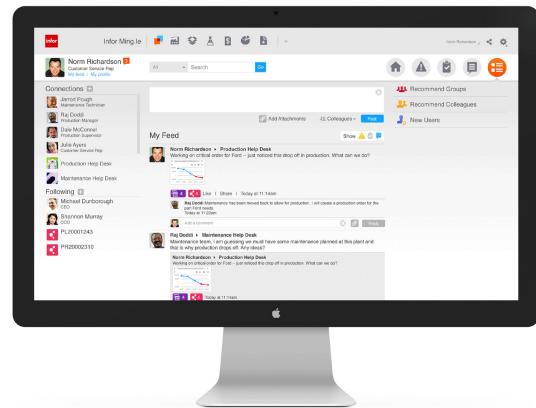 infor
Infor Ming.le
Norm Richardson
Norm Richardson 3
Customer Service Rep
My feed | My profile
All
Search
Go
Connections
Jarrod Pough
Maintenance Technician
Raj Doddi
Production Manager
Dale McConnel
Production Supervisor
Julie Ayers
Customer Service Rep
Production Help Desk
Maintenance Help Desk
Following
Michael Dunborough
CEO
Shannon Murray
COO
PL20001243
PR20002310
Add Attachments
Colleagues
Post
My Feed
Show
Norm Richardson ▸ Production Help Desk
Working on critical order for Ford -- just noticed this drop off in production. What can we do?
Like | Share | Today at 11:14am
Raj Doddi Maintenance has been moved back to allow for production. I will create a production order for the
part Ford needs.
Today at 11:22am
Add a comment
Post
Raj Doddi ▸ Maintenance Help Desk
Maintenance team, I am guessing we must have some maintenance planned at this plant and
that is why production drops off. Any ideas?
Norm Richardson ▸ Production Help Desk
Working on critical order for Ford -- just noticed this drop off in production. What can we do?
Today at 11:14am
Recommend Groups
Recommend Colleagues
New Users